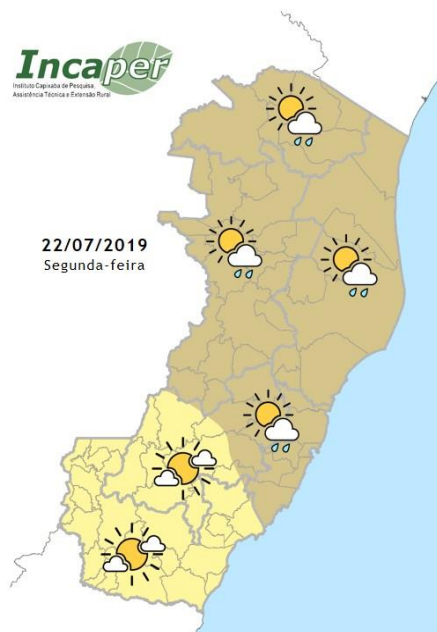 Incaper
Instituto Capixaba de Pesquisa,
Assistência Técnica e Extensão Rural
22/07/2019
Segunda-feira